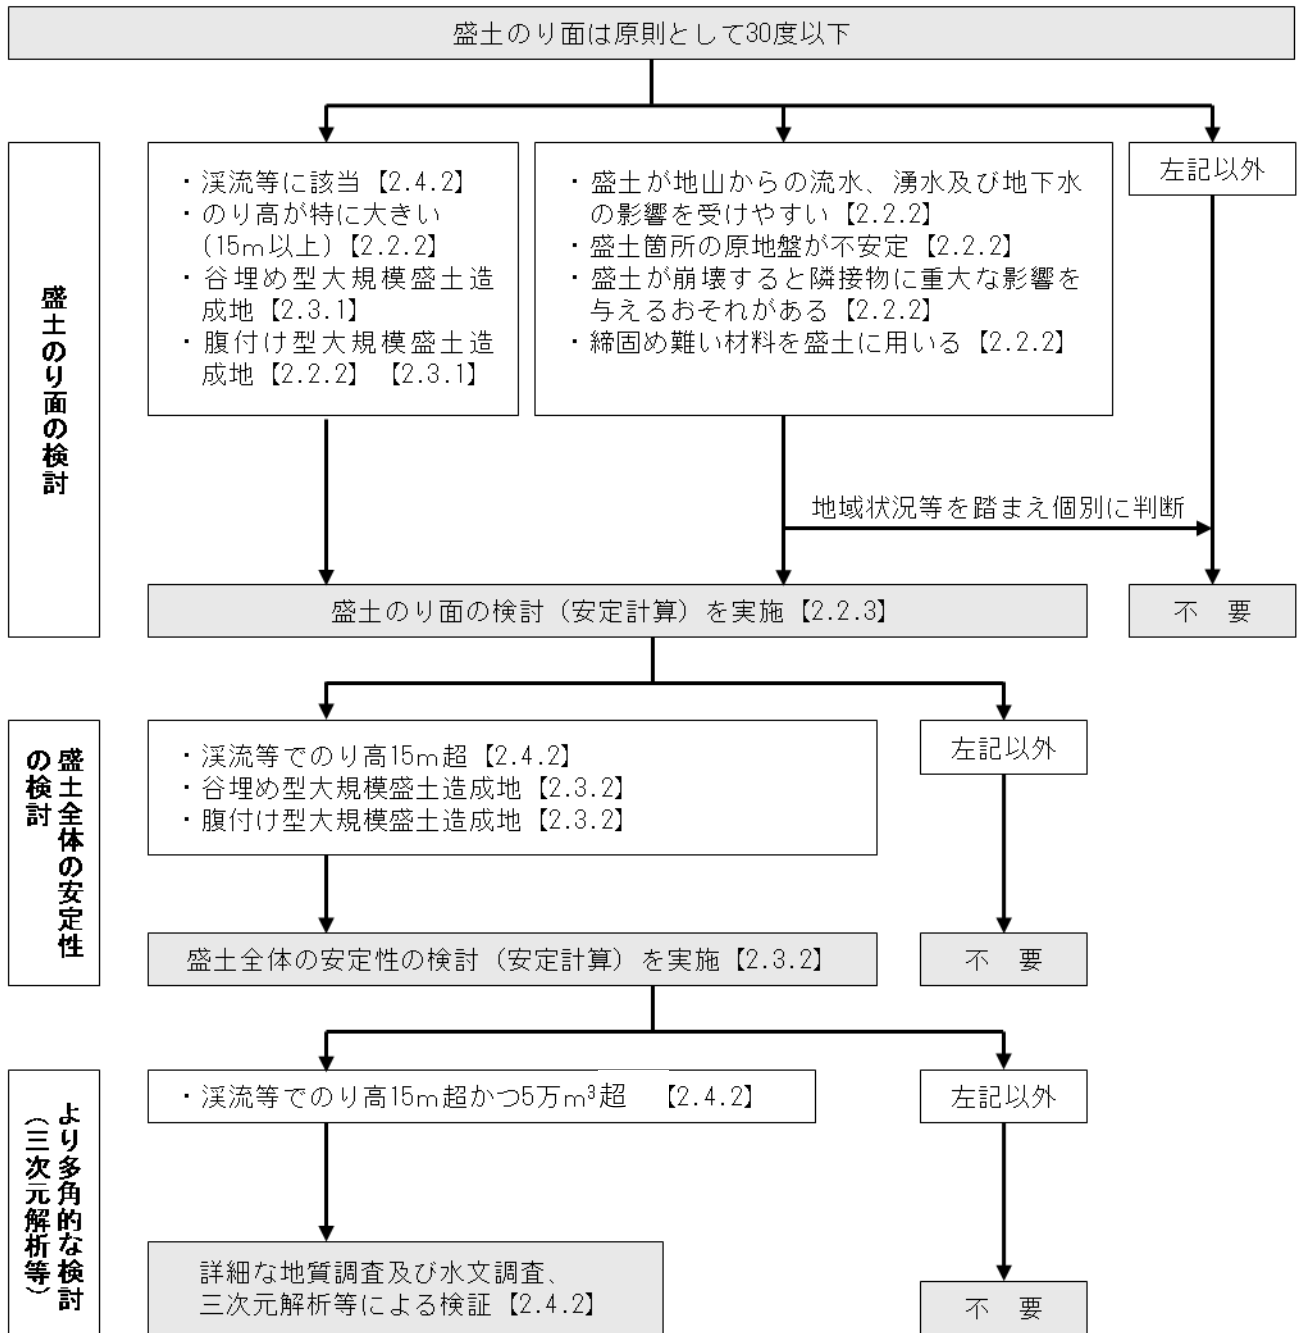 盛土のり面は原則として30度以下
盛土のり面の検討
・渓流等に該当【2.4.2】
・のり高が特に大きい
(15m以上)【2.2.2】
・谷埋め型大規模盛土造
成地【2.3.1】
・腹付け型大規模盛土造
成地【2.2.2】【2.3.1】
・盛土が地山からの流水、湧水及び地下水
の影響を受けやすい【2.2.2】
・盛土箇所の原地盤が不安定【2.2.2】
・盛土が崩壊すると隣接物に重大な影響を
与えるおそれがある【2.2.2】
・締固め難い材料を盛土に用いる【2.2.2】
左記以外
地域状況等を踏まえ個別に判断
盛土のり面の検討（安定計算）を実施【2.2.3】
不 要
盛土全体の安定性
の検討
・渓流等でのり高15m超【2.4.2】
・谷埋め型大規模盛土造成地【2.3.2】
・腹付け型大規模盛土造成地【2.3.2】
左記以外
盛土全体の安定性の検討（安定計算）を実施【2.3.2】
不 要
より多角的な検討
（三次元解析等）
・渓流等でのり高15m超かつ5万m³超 【2.4.2】
左記以外
詳細な地質調査及び水文調査、
三次元解析等による検証【2.4.2】
不 要